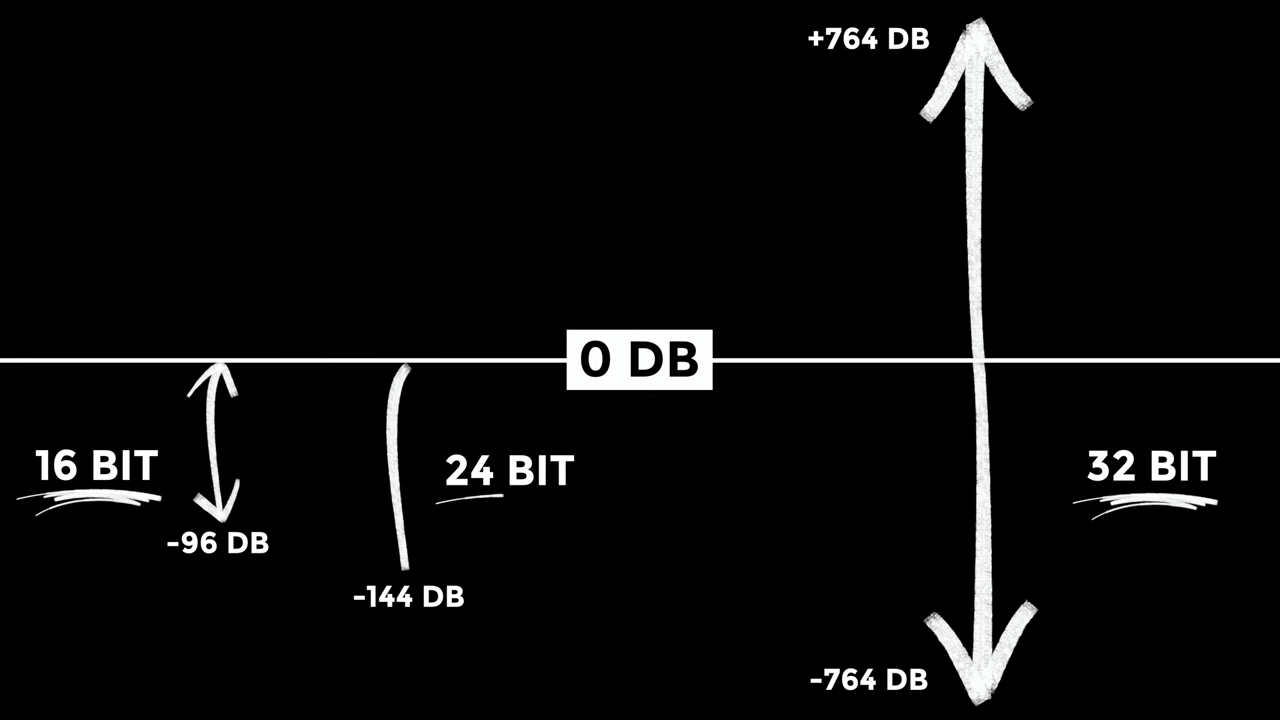 +764 DB
0 DB
16 BIT
24 BIT
32 BIT
-96 DB
-144 DB
-764 DB